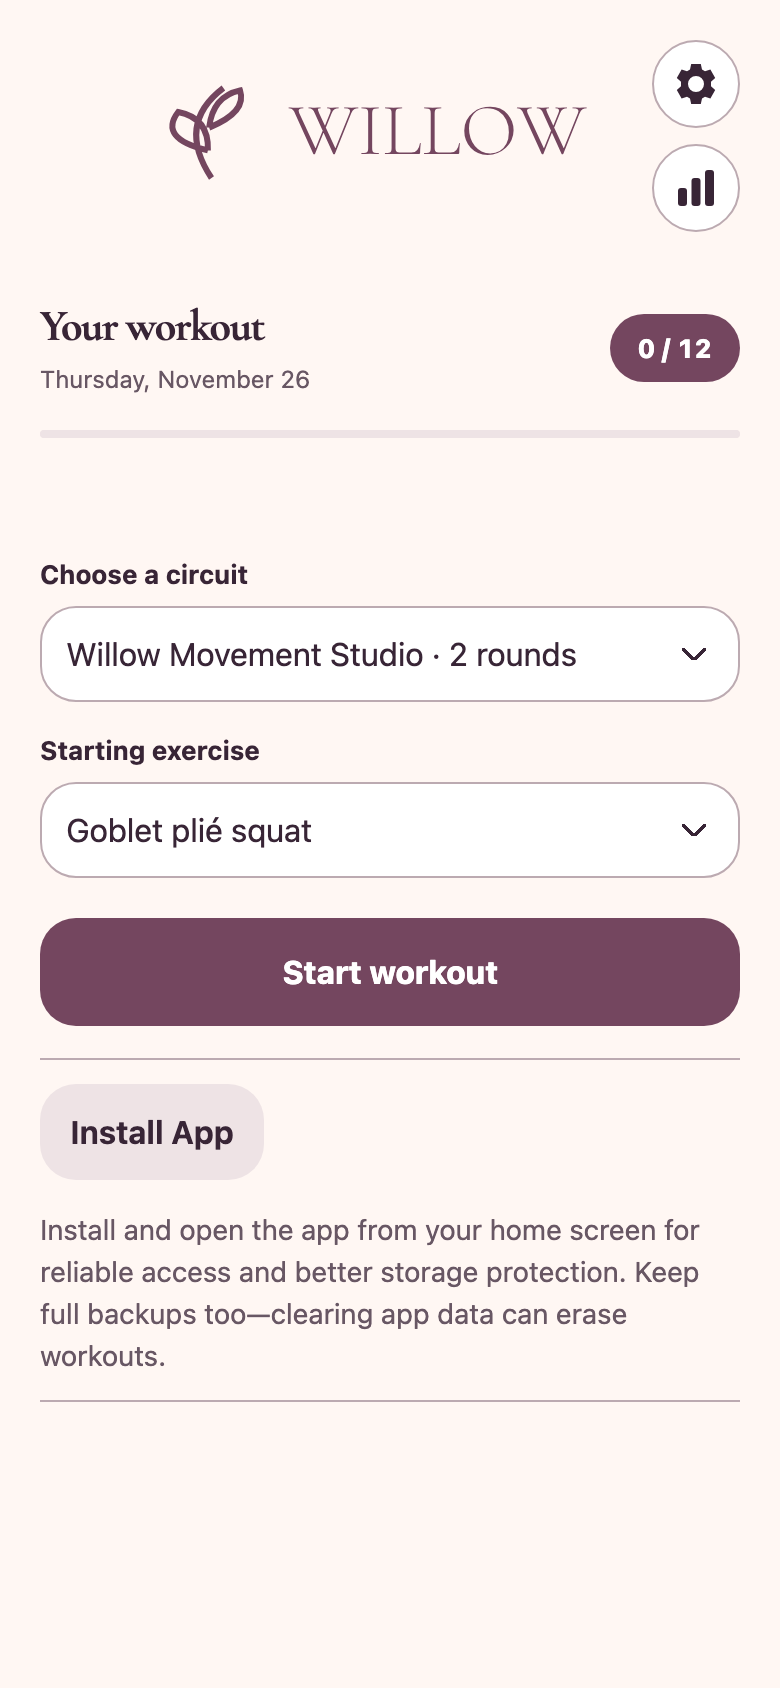 WILLOW
Your workout
Thursday, November 26
0 / 12
Choose a circuit
Willow Movement Studio · 2 rounds
Starting exercise
Goblet plié squat
Start workout
Install App
Install and open the app from your home screen for
reliable access and better storage protection. Keep
full backups too—clearing app data can erase
workouts.